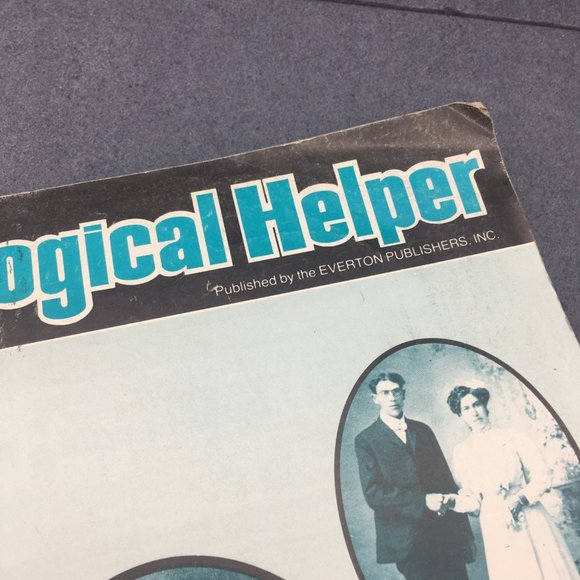 ogical Helper
Published by the EVERTON PUBLISHERS, INC.